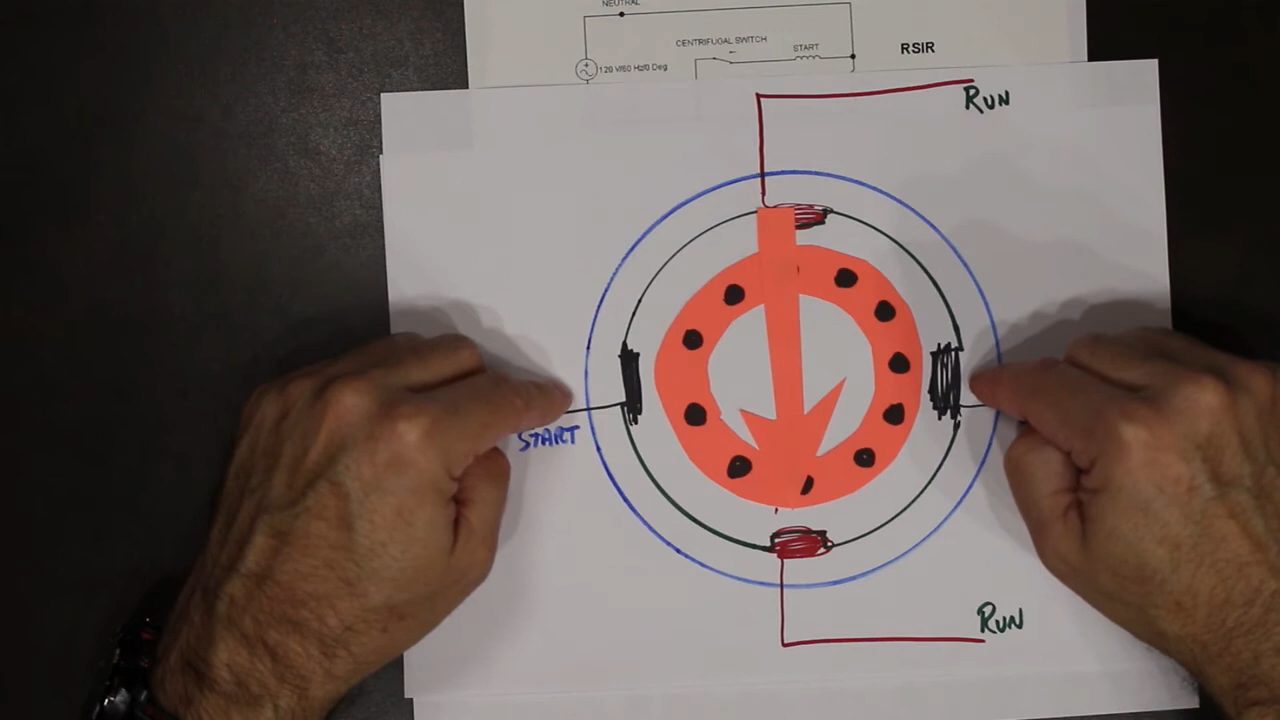 NEUTRAL
CENTRIFUGAL SWITCH
START
RSIR
120 V/60 Hz/0 Deg
RUN
START
RUN